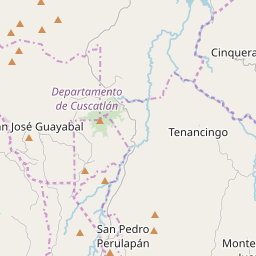 Cinquera
Departamento
de Cuscatlán
n José Guayabal
Tenancingo
San Pedro
Perulapán
Monte